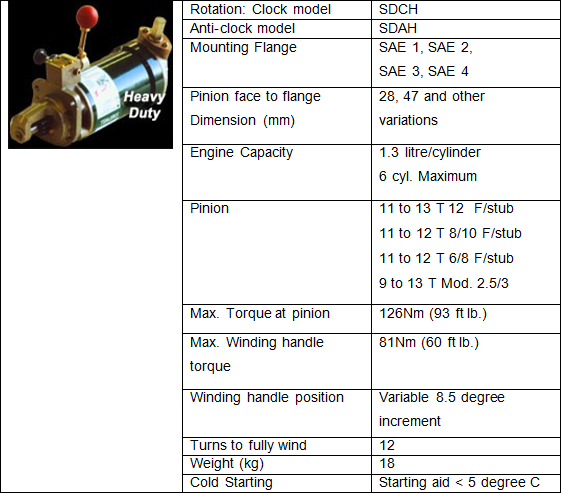 Heavy
Duty
Rotation: Clock model SDCH
Anti-clock model SDAH
Mounting Flange SAE 1, SAE 2,
SAE 3, SAE 4
Pinion face to flange 28, 47 and other
Dimension (mm) variations
Engine Capacity 1.3 litre/cylinder
6 cyl. Maximum
Pinion 11 to 13 T 12 F/stub
11 to 12 T 8/10 F/stub
11 to 12 T 6/8 F/stub
9 to 13 T Mod. 2.5/3
Max. Torque at pinion 126Nm (93 ft lb.)
Max. Winding handle 81Nm (60 ft lb.)
torque
Winding handle position Variable 8.5 degree
increment
Turns to fully wind 12
Weight (kg) 18
Cold Starting Starting aid < 5 degree C